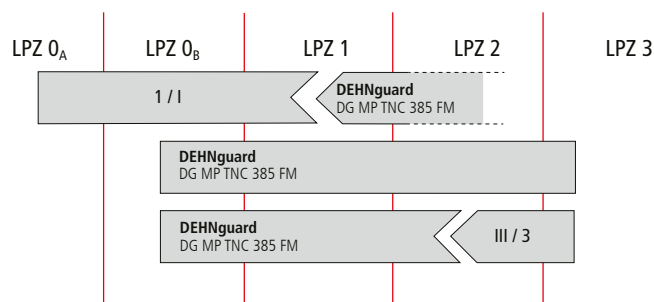 LPZ 0A LPZ 0B LPZ 1 LPZ 2 LPZ 3
1 / I
DEHNguard
DG MP TNC 385 FM
DEHNguard
DG MP TNC 385 FM
DEHNguard
DG MP TNC 385 FM
III / 3